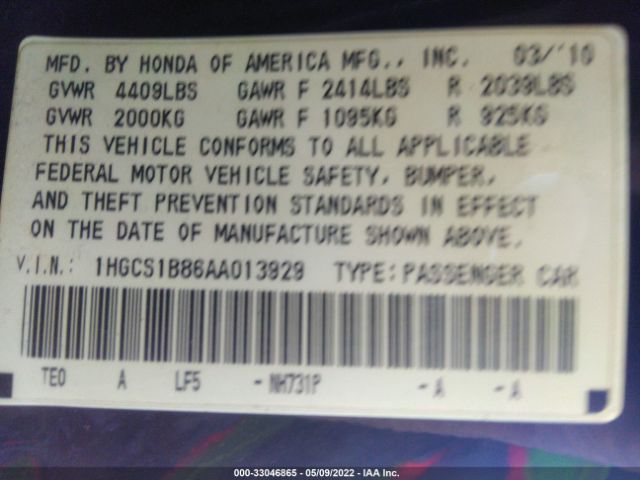 MFD. BY HONDA OF AMERICA MFG., INC. 03/'10
GVWR 4409LBS GAWR F 2414LBS R 2039LBS
GVWR 2000KG GAWR F 1095KG R 925KG
THIS VEHICLE CONFORMS TO ALL APPLICABLE
FEDERAL MOTOR VEHICLE SAFETY, BUMPER,
AND THEFT PREVENTION STANDARDS IN EFFECT
ON THE DATE OF MANUFACTURE SHOWN ABOVE.
V.I.N.: 1HGCS1B86AA013929 TYPE:PASSENGER CAR
TE0 A LF5 -NH731P -A -A
000-33046865 - 05/09/2022 - IAA Inc.